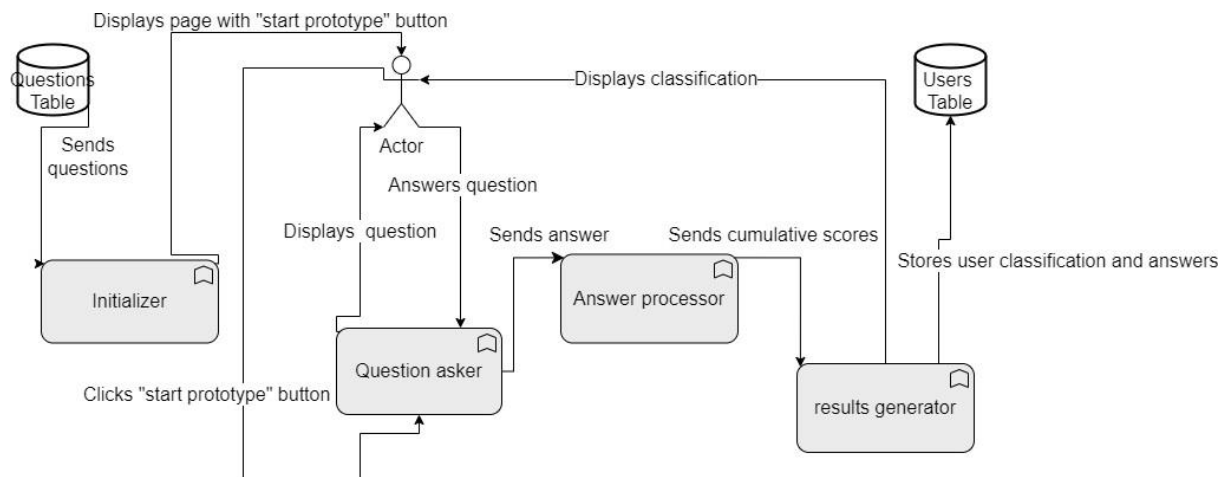 Displays page with "start prototype" button
Questions
Table
Displays classification
Users
Table
Sends
questions
Actor
Answers question
Displays question
Sends answer
Sends cumulative scores
Stores user classification and answers
Initializer
Answer processor
Question asker
Clicks "start prototype" button
results generator